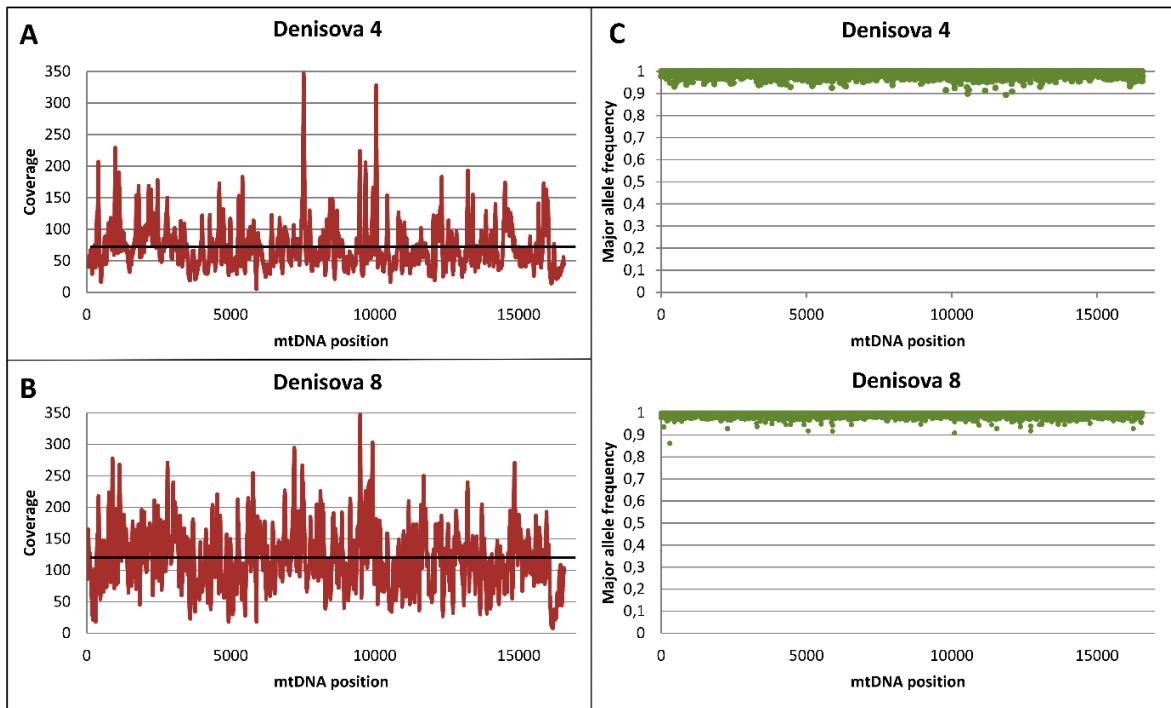 A
Denisova 4
Coverage
350
300
250
200
150
100
50
0
0 5000 10000 15000
mtDNA position
B
Denisova 8
Coverage
350
300
250
200
150
100
50
0
0 5000 10000 15000
mtDNA position
C
Denisova 4
Major allele frequency
1
0,9
0,8
0,7
0,6
0,5
0,4
0,3
0,2
0,1
0
0 5000 10000 15000
mtDNA position
Denisova 8
Major allele frequency
1
0,9
0,8
0,7
0,6
0,5
0,4
0,3
0,2
0,1
0
0 5000 10000 15000
mtDNA position